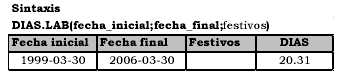 Sintaxis
DIAS.LAB(fecha_inicial;fecha_final;festivos)
Fecha inicial Fecha final Festivos DIAS
1999-03-30 2006-03-30 20.31